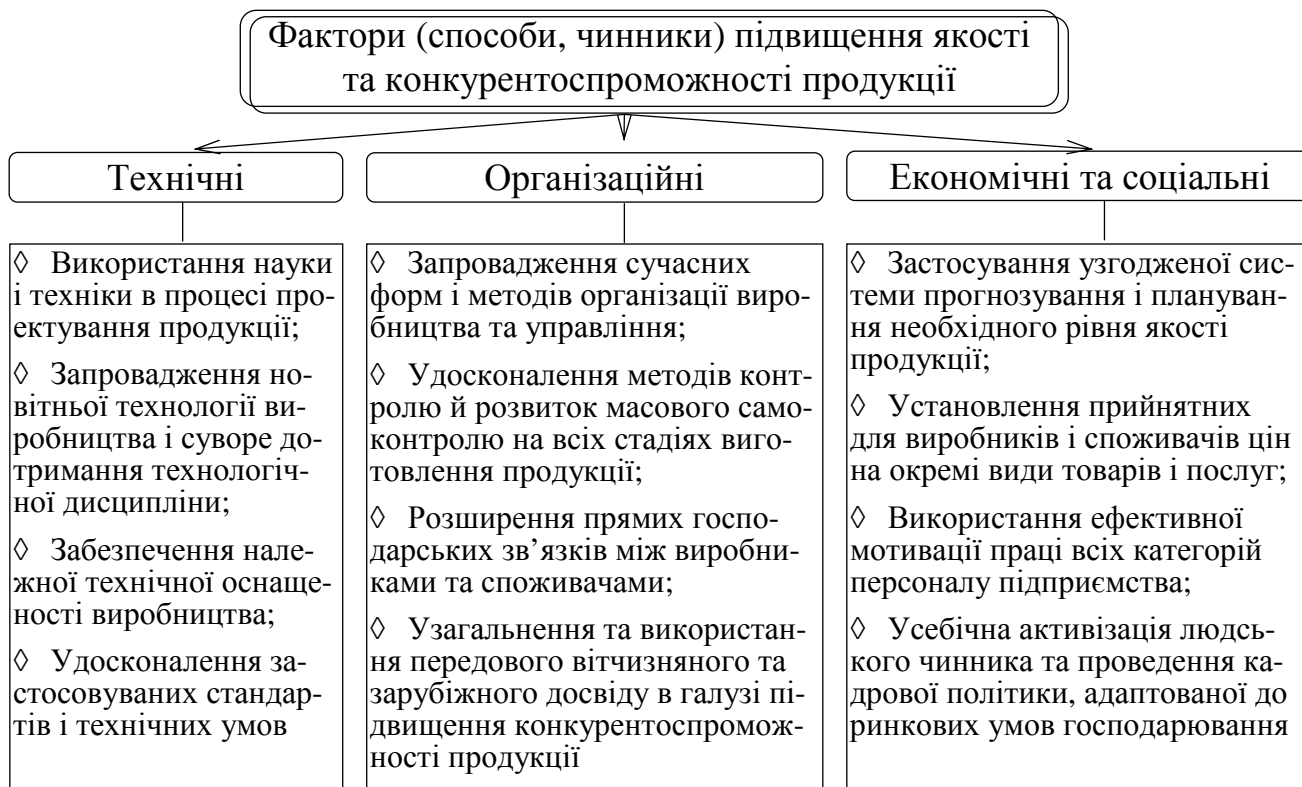 Фактори (способи, чинники) підвищення якості
та конкурентоспроможності продукції
Технічні
◊ Використання науки
і техніки в процесі про-
ектування продукції;
◊ Запровадження но-
вітньої технології ви-
робництва і суворе до-
тримання технологіч-
ної дисципліни;
◊ Забезпечення нале-
жної технічної оснаще-
ності виробництва;
◊ Удосконалення за-
стосовуваних стандар-
тів і технічних умов
Організаційні
◊ Запровадження сучасних
форм і методів організації виро-
бництва та управління;
◊ Удосконалення методів конт-
ролю й розвиток масового само-
контролю на всіх стадіях виго-
товлення продукції;
◊ Розширення прямих госпо-
дарських зв’язків між виробни-
ками та споживачами;
◊ Узагальнення та використан-
ня передового вітчизняного та
зарубіжного досвіду в галузі пі-
двищення конкурентоспромож-
ності продукції
Економічні та соціальні
◊ Застосування узгодженої сис-
теми прогнозування і плануван-
ня необхідного рівня якості
продукції;
◊ Установлення прийнятних
для виробників і споживачів цін
на окремі види товарів і послуг;
◊ Використання ефективної
мотивації праці всіх категорій
персоналу підприємства;
◊ Усебічна активізація людсь-
кого чинника та проведення ка-
дрової політики, адаптованої до
ринкових умов господарювання